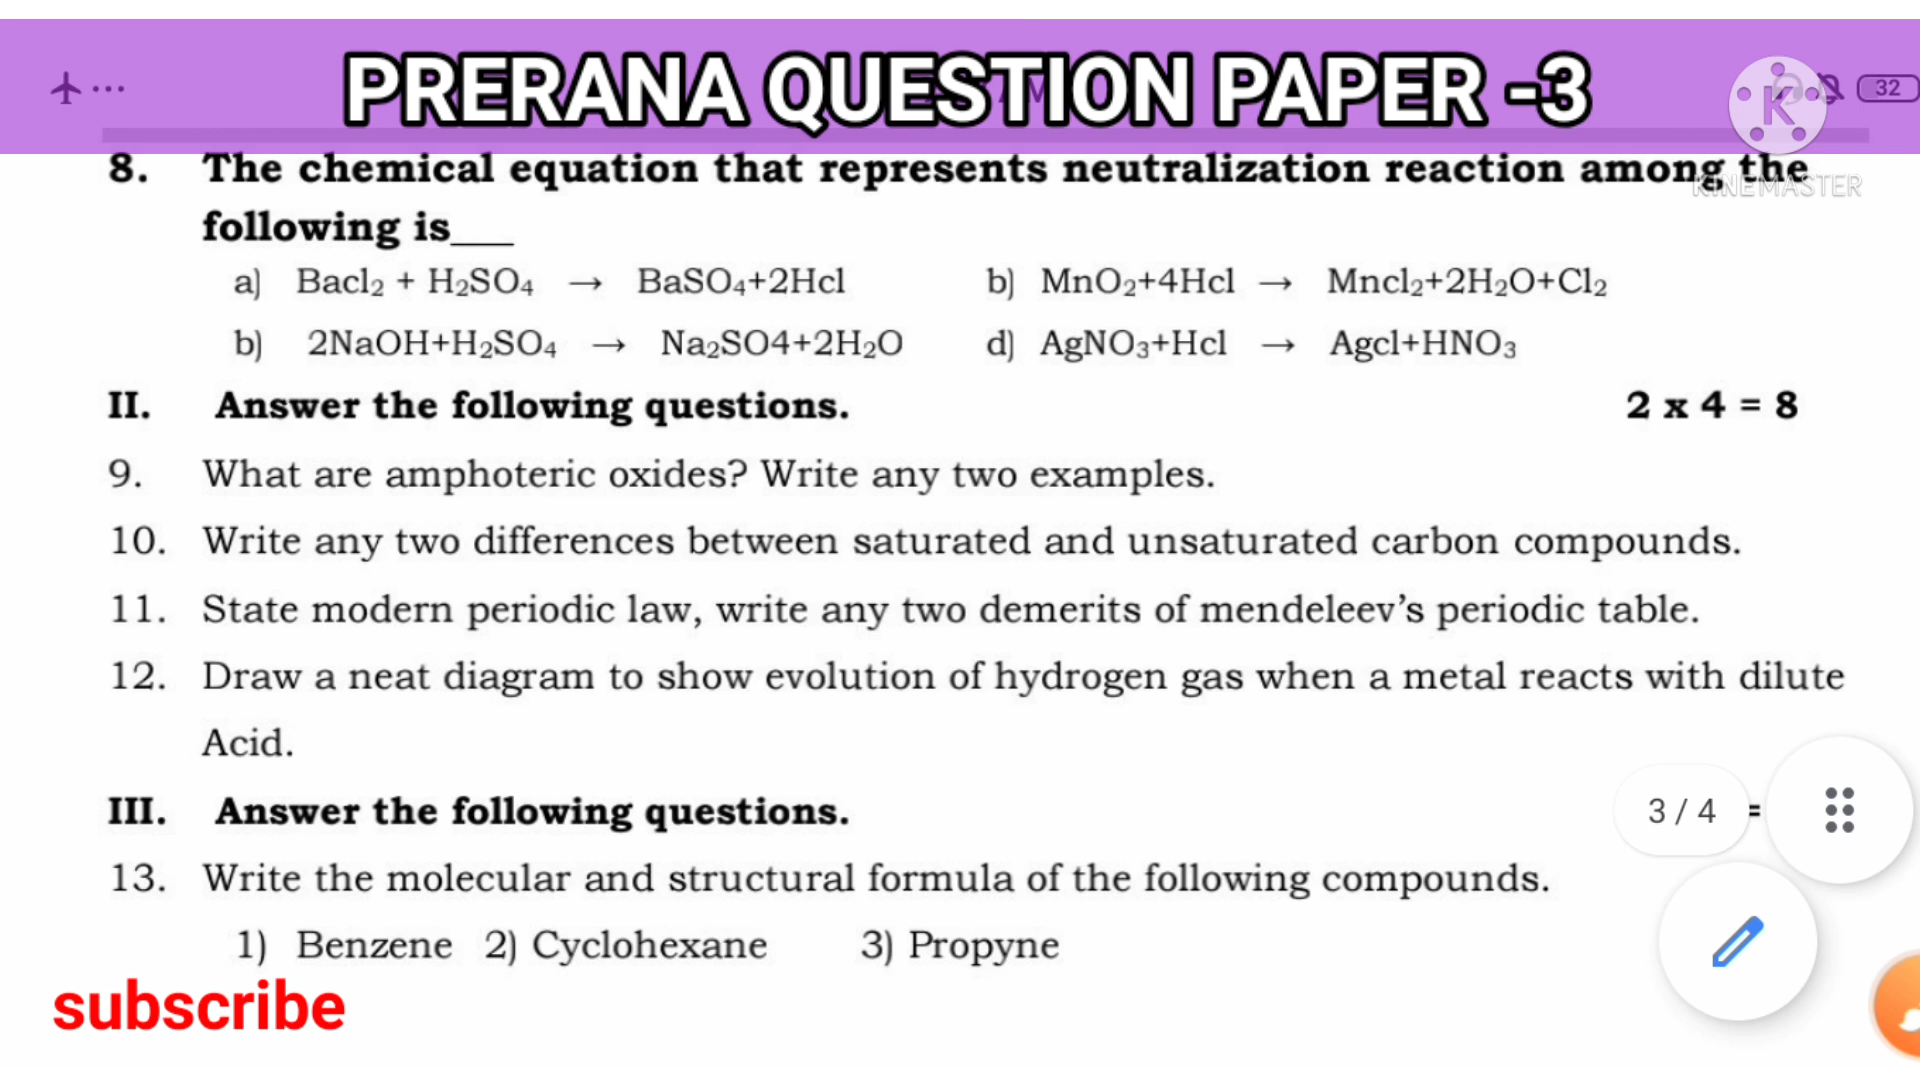 PRERANA QUESTION PAPER -3
32
K
KINEMASTER
8. The chemical equation that represents neutralization reaction among the
following is___
a) Bacl₂ + H₂SO₄ → BaSO₄+2Hcl b) MnO₂+4Hcl → Mncl₂+2H₂O+Cl₂
b) 2NaOH+H₂SO₄ → Na₂SO4+2H₂O d) AgNO₃+Hcl → Agcl+HNO₃
II. Answer the following questions. 2 x 4 = 8
9. What are amphoteric oxides? Write any two examples.
10. Write any two differences between saturated and unsaturated carbon compounds.
11. State modern periodic law, write any two demerits of mendeleev’s periodic table.
12. Draw a neat diagram to show evolution of hydrogen gas when a metal reacts with dilute
Acid.
III. Answer the following questions. =
3 / 4
13. Write the molecular and structural formula of the following compounds.
1) Benzene 2) Cyclohexane 3) Propyne
subscribe